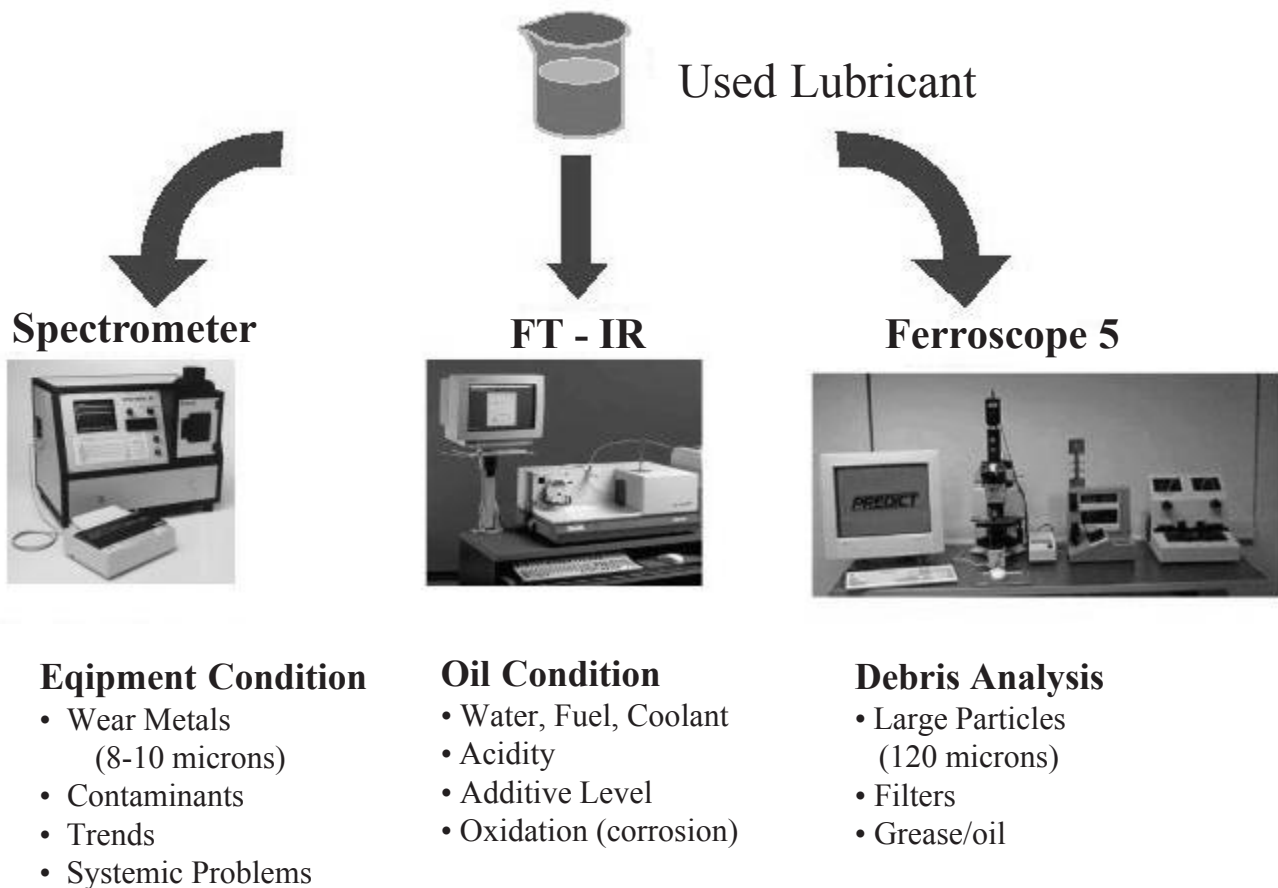 Used Lubricant
Spectrometer
FT - IR
Ferroscope 5
PREDICT
Eqipment Condition
• Wear Metals
(8-10 microns)
• Contaminants
• Trends
• Systemic Problems
Oil Condition
• Water, Fuel, Coolant
• Acidity
• Additive Level
• Oxidation (corrosion)
Debris Analysis
• Large Particles
(120 microns)
• Filters
• Grease/oil